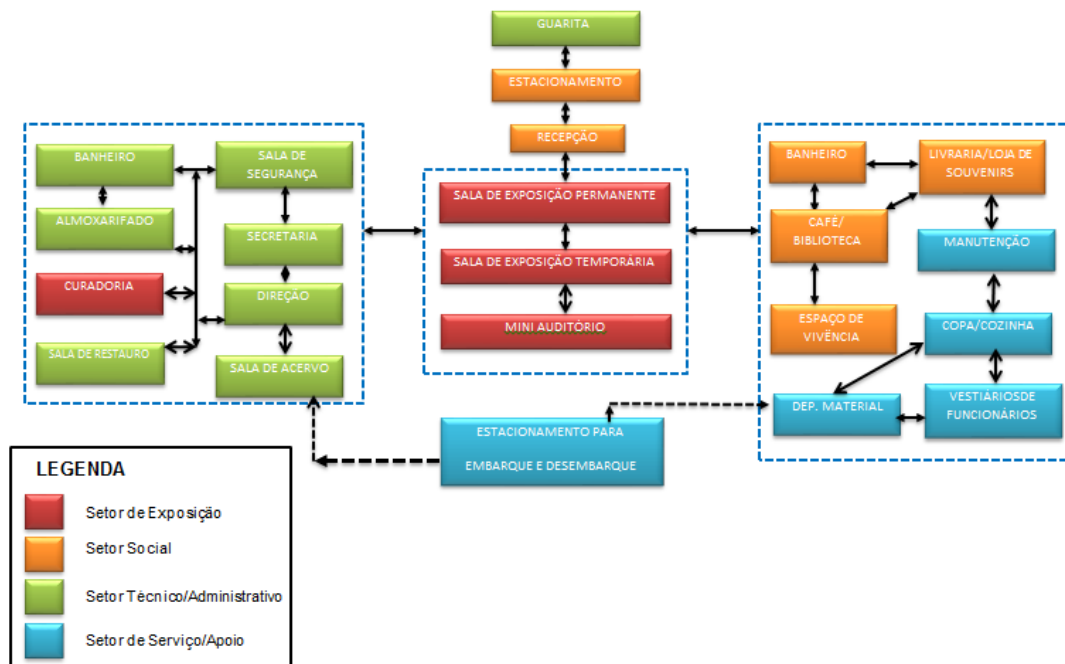 GUARITA
ESTACIONAMENTO
RECEPÇÃO
BANHEIRO
SALA DE
SEGURANÇA
ALMOXARIFADO
SECRETARIA
CURADORIA
DIREÇÃO
SALA DE RESTAURO
SALA DE ACERVO
SALA DE EXPOSIÇÃO PERMANENTE
SALA DE EXPOSIÇÃO TEMPORÁRIA
MINI AUDITÓRIO
BANHEIRO
LIVRARIA/LOJA DE
SOUVENIRS
CAFÉ/
BIBLIOTECA
MANUTENÇÃO
ESPAÇO DE
VIVÊNCIA
COPA/COZINHA
DEP. MATERIAL
VESTIÁRIOSDE
FUNCIONÁRIOS
ESTACIONAMENTO PARA
EMBARQUE E DESEMBARQUE
LEGENDA
Setor de Exposição
Setor Social
Setor Técnico/Administrativo
Setor de Serviço/Apoio